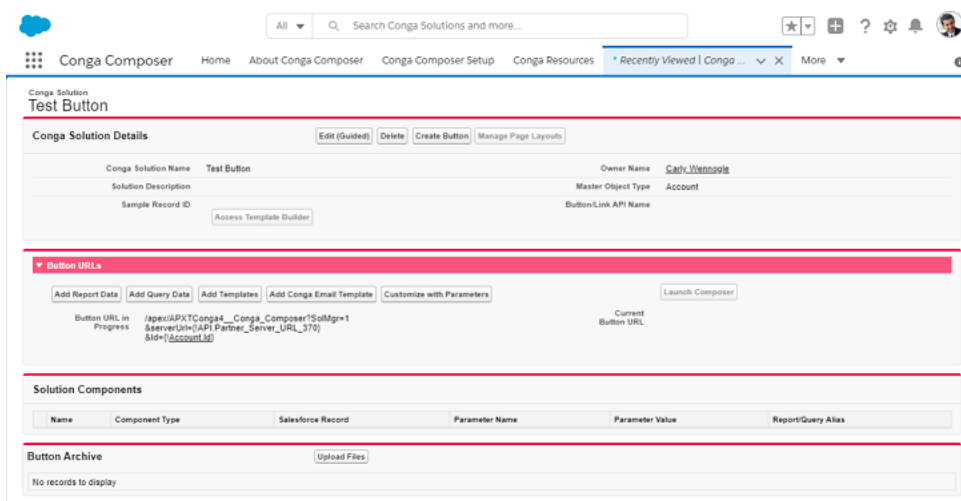 All
Search Conga Solutions and more...
Conga Composer
Home
About Conga Composer
Conga Composer Setup
Conga Resources
* Recently Viewed | Conga ...
More
Conga Solution
Test Button
Conga Solution Details
Edit (Guided)
Delete
Create Button
Manage Page Layouts
Conga Solution Name
Test Button
Owner Name
Carly Wennogle
Solution Description
Master Object Type
Account
Sample Record ID
Access Template Builder
Button/Link API Name
Button URLs
Add Report Data
Add Query Data
Add Templates
Add Conga Email Template
Customize with Parameters
Launch Composer
Button URL in
Progress
/apex/APXTConga4__Conga_Composer?SolMgr=1
&serverUrl={!API.Partner_Server_URL_370}
&Id={!Account.Id}
Current
Button URL
Solution Components
Name
Component Type
Salesforce Record
Parameter Name
Parameter Value
Report/Query Alias
Button Archive
Upload Files
No records to display